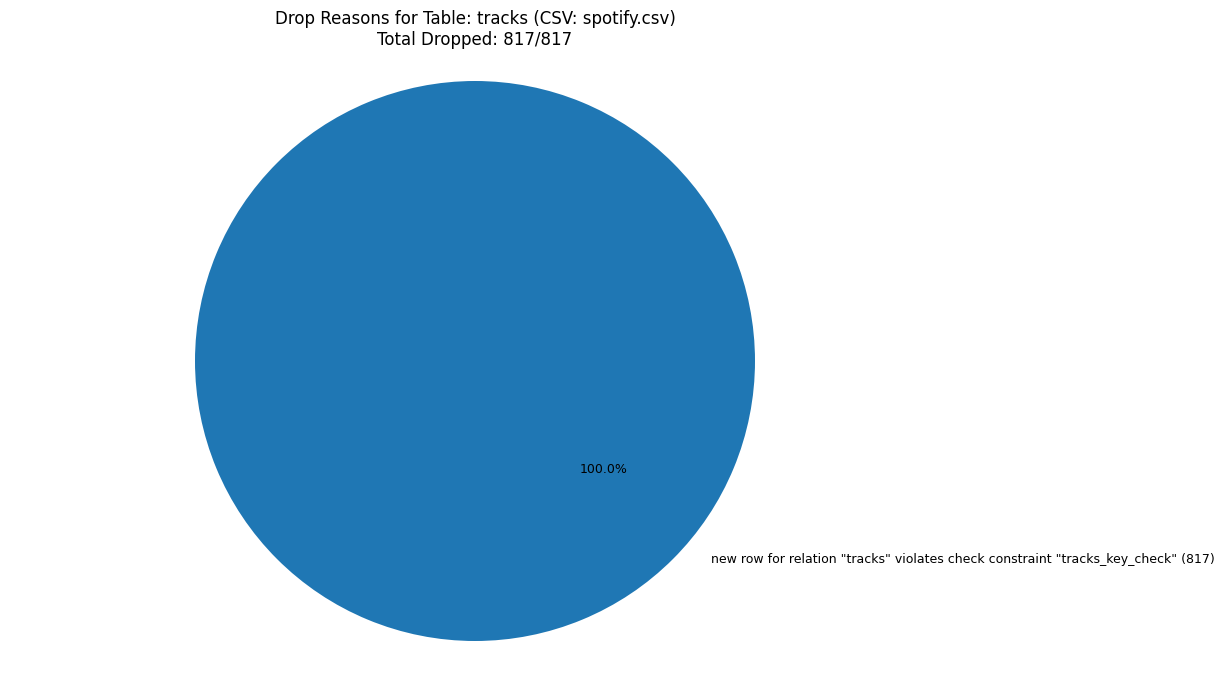 Drop Reasons for Table: tracks (CSV: spotify.csv)
Total Dropped: 817/817
100.0%
new row for relation "tracks" violates check constraint "tracks_key_check" (817)